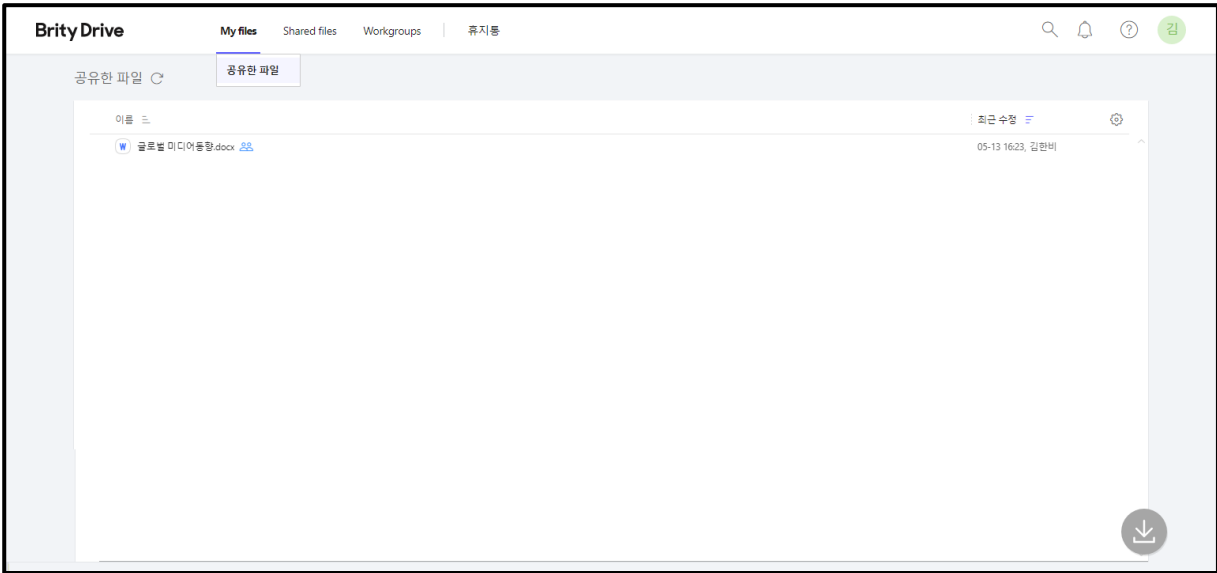 Brity Drive My files Shared files Workgroups 휴지통 김
공유한 파일
공유한 파일
이름 최근 수정
W 글로벌 미디어동향.docx 05-13 16:23, 김한비